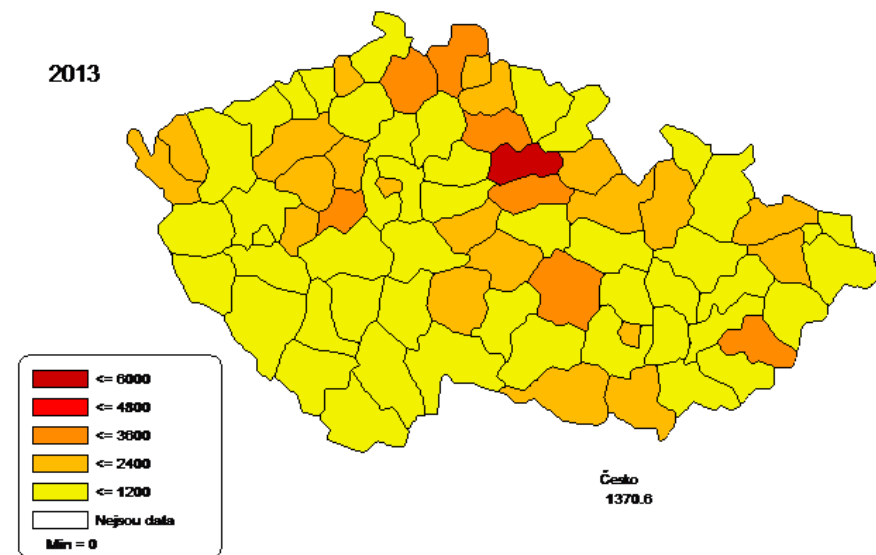 2013
<= 6000
<= 4800
<= 3600
<= 2400
<= 1200
Nejsou data
Min = 0
Česko
1370.6